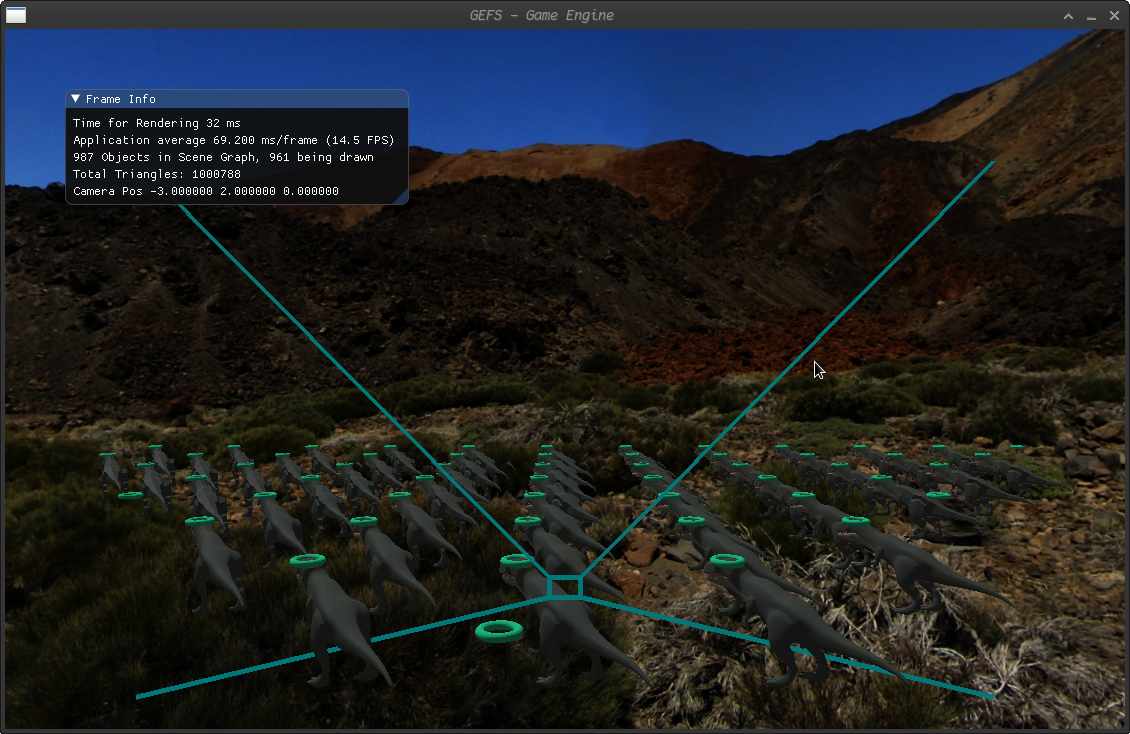 GEFS - Game Engine
Frame Info
Time for Rendering 32 ms
Application average 69.200 ms/frame (14.5 FPS)
987 Objects in Scene Graph, 961 being drawn
Total Triangles: 1000788
Camera Pos -3.000000 2.000000 0.000000